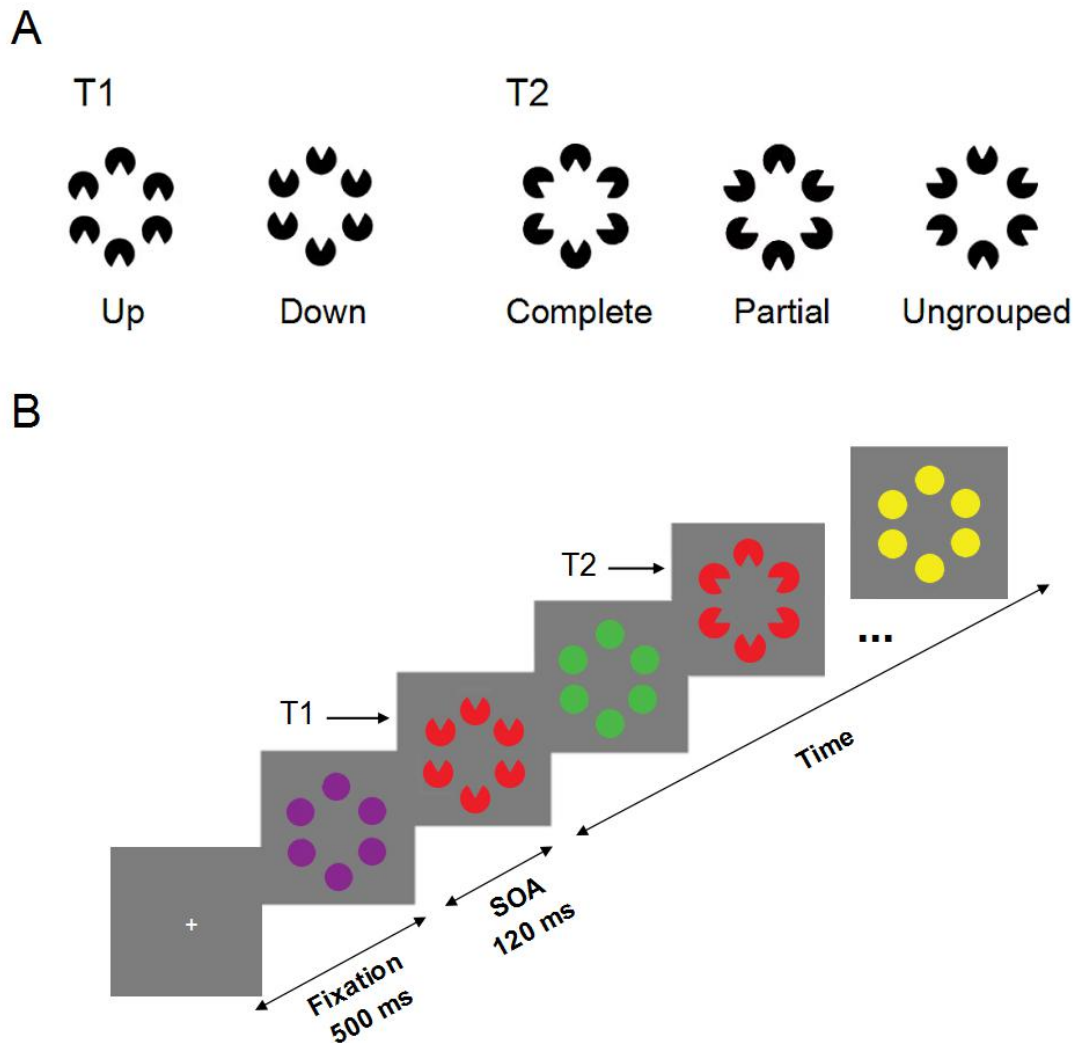 A
T1
T2
Up
Down
Complete
Partial
Ungrouped
B
T2
...
T1
Time
SOA
120 ms
Fixation
500 ms